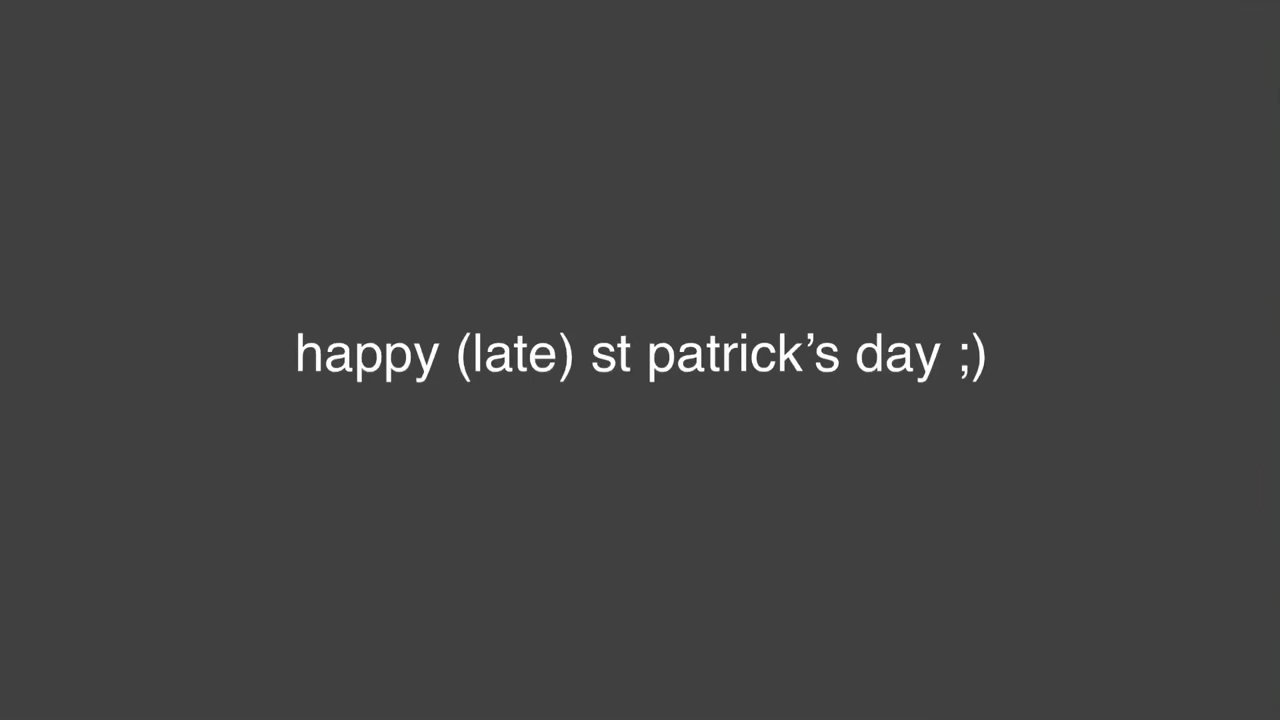 happy (late) st patrick’s day ;)